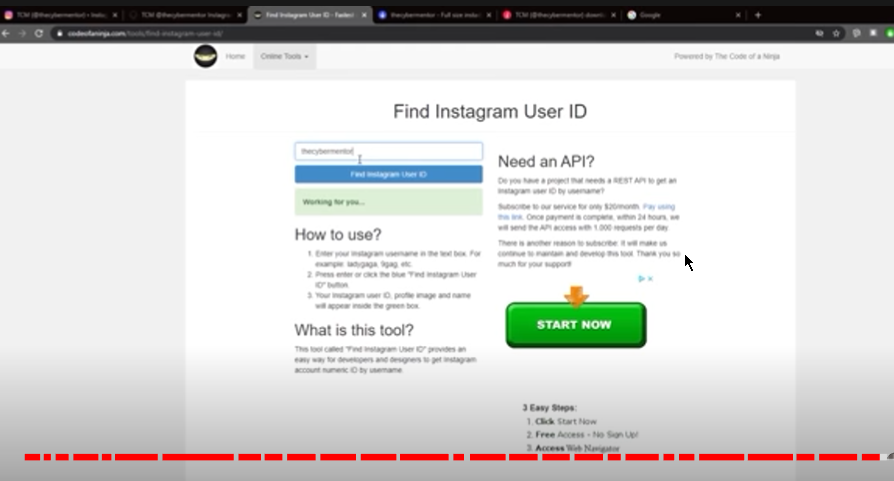 TCM (@thecybermentor) • Insta
TCM @thecybermentor Instagra
Find Instagram User ID - Fastest
thecybermentor - Full size insta
TCM (@thecybermentor) downl
Google
codeofaninja.com/tools/find-instagram-user-id/
Home
Online Tools
Powered by The Code of a Ninja
Find Instagram User ID
thecybermentor
Find Instagram User ID
Working for you...
How to use?
1. Enter your Instagram username in the text box. For
example: ladygaga, 9gag, etc.
2. Press enter or click the blue "Find Instagram User
ID" button.
3. Your Instagram user ID, profile image and name
will appear inside the green box.
What is this tool?
This tool called "Find Instagram User ID" provides an
easy way for developers and designers to get Instagram
account numeric ID by username.
Need an API?
Do you have a project that needs a REST API to get an
Instagram user ID by username?
Subscribe to our service for only $20/month. Pay using
this link. Once payment is complete, within 24 hours, we
will send the API access with 1,000 requests per day.
There is another reason to subscribe. It will make us
continue to maintain and develop this tool. Thank you so
much for your support!
START NOW
3 Easy Steps:
1. Click Start Now
2. Free Access - No Sign Up!
3. Access Web Navigator